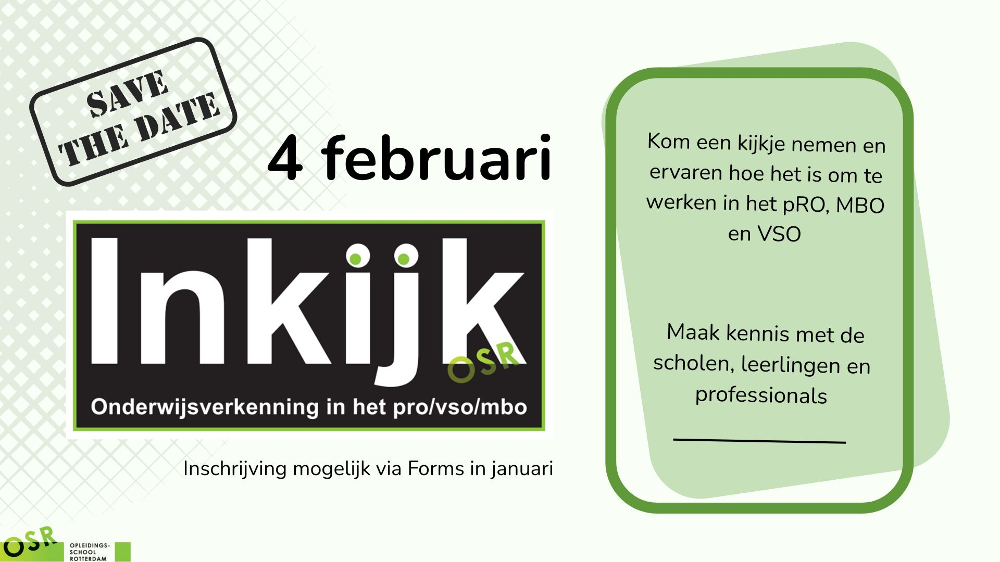 SAVE
THE DATE
4 februari
Inkijk
OSR
Onderwijsverkenning in het pro/vso/mbo
Inschrijving mogelijk via Forms in januari
Kom een kijkje nemen en
ervaren hoe het is om te
werken in het pRO, MBO
en VSO
Maak kennis met de
scholen, leerlingen en
professionals
OSR
OPLEIDINGS-
SCHOOL
ROTTERDAM